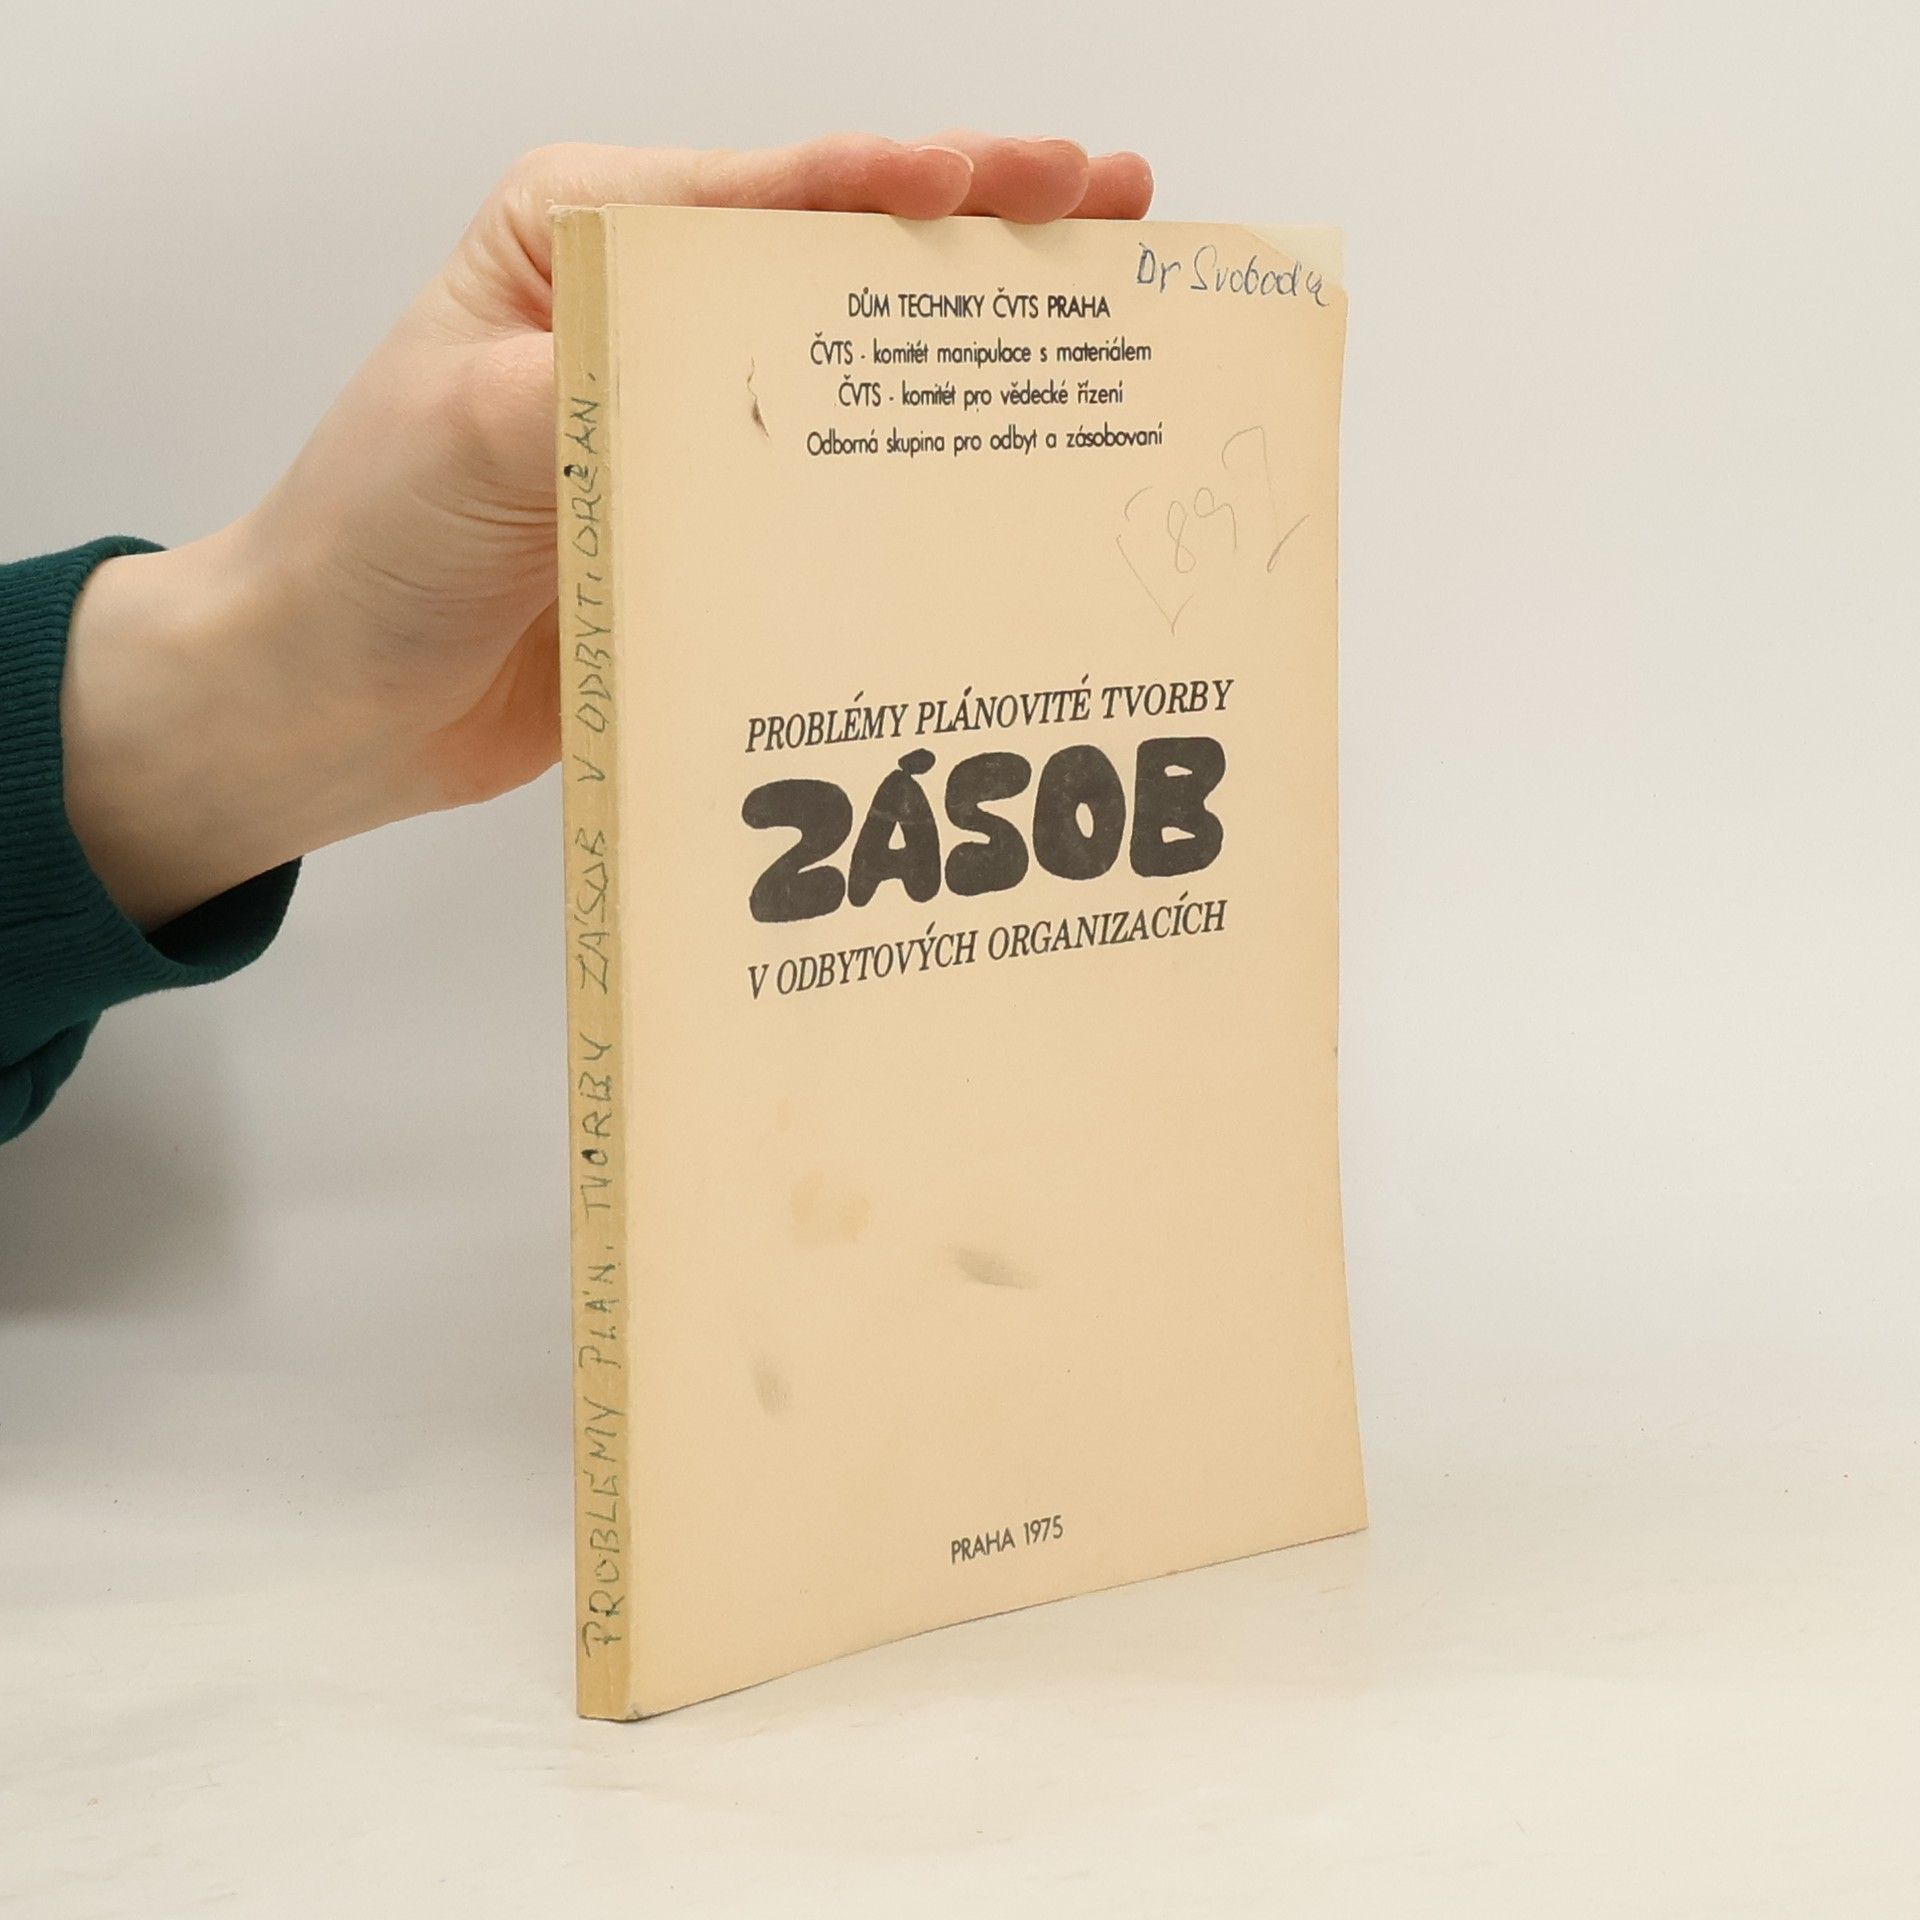 Dr Svoboda
DŮM TECHNIKY ČVTS PRAHA
ČVTS - komitét manipulace s materiálem
ČVTS - komitét pro vědecké řízení
Odborná skupina pro odbyt a zásobovaní
897
PROBLÉMY PLÁNOVITÉ TVORBY
ZÁSOB
V ODBYTOVÝCH ORGANIZACÍCH
PRAHA 1975
PROBLÉMY PLÁN. TVORBY ZÁSOB V ODBYT. ORGAN.